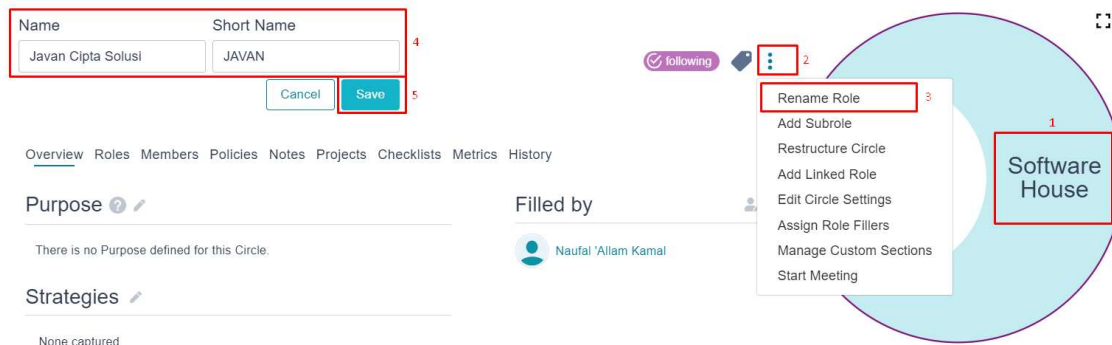 Name Short Name
Javan Cipta Solusi JAVAN 4
Cancel Save 5
following 2
Rename Role 3
Add Subrole
Restructure Circle
Add Linked Role
Edit Circle Settings
Assign Role Fillers
Manage Custom Sections
Start Meeting
1
Software
House
Overview Roles Members Policies Notes Projects Checklists Metrics History
Purpose ?
There is no Purpose defined for this Circle.
Filled by
Naufal 'Allam Kamal
Strategies
None captured